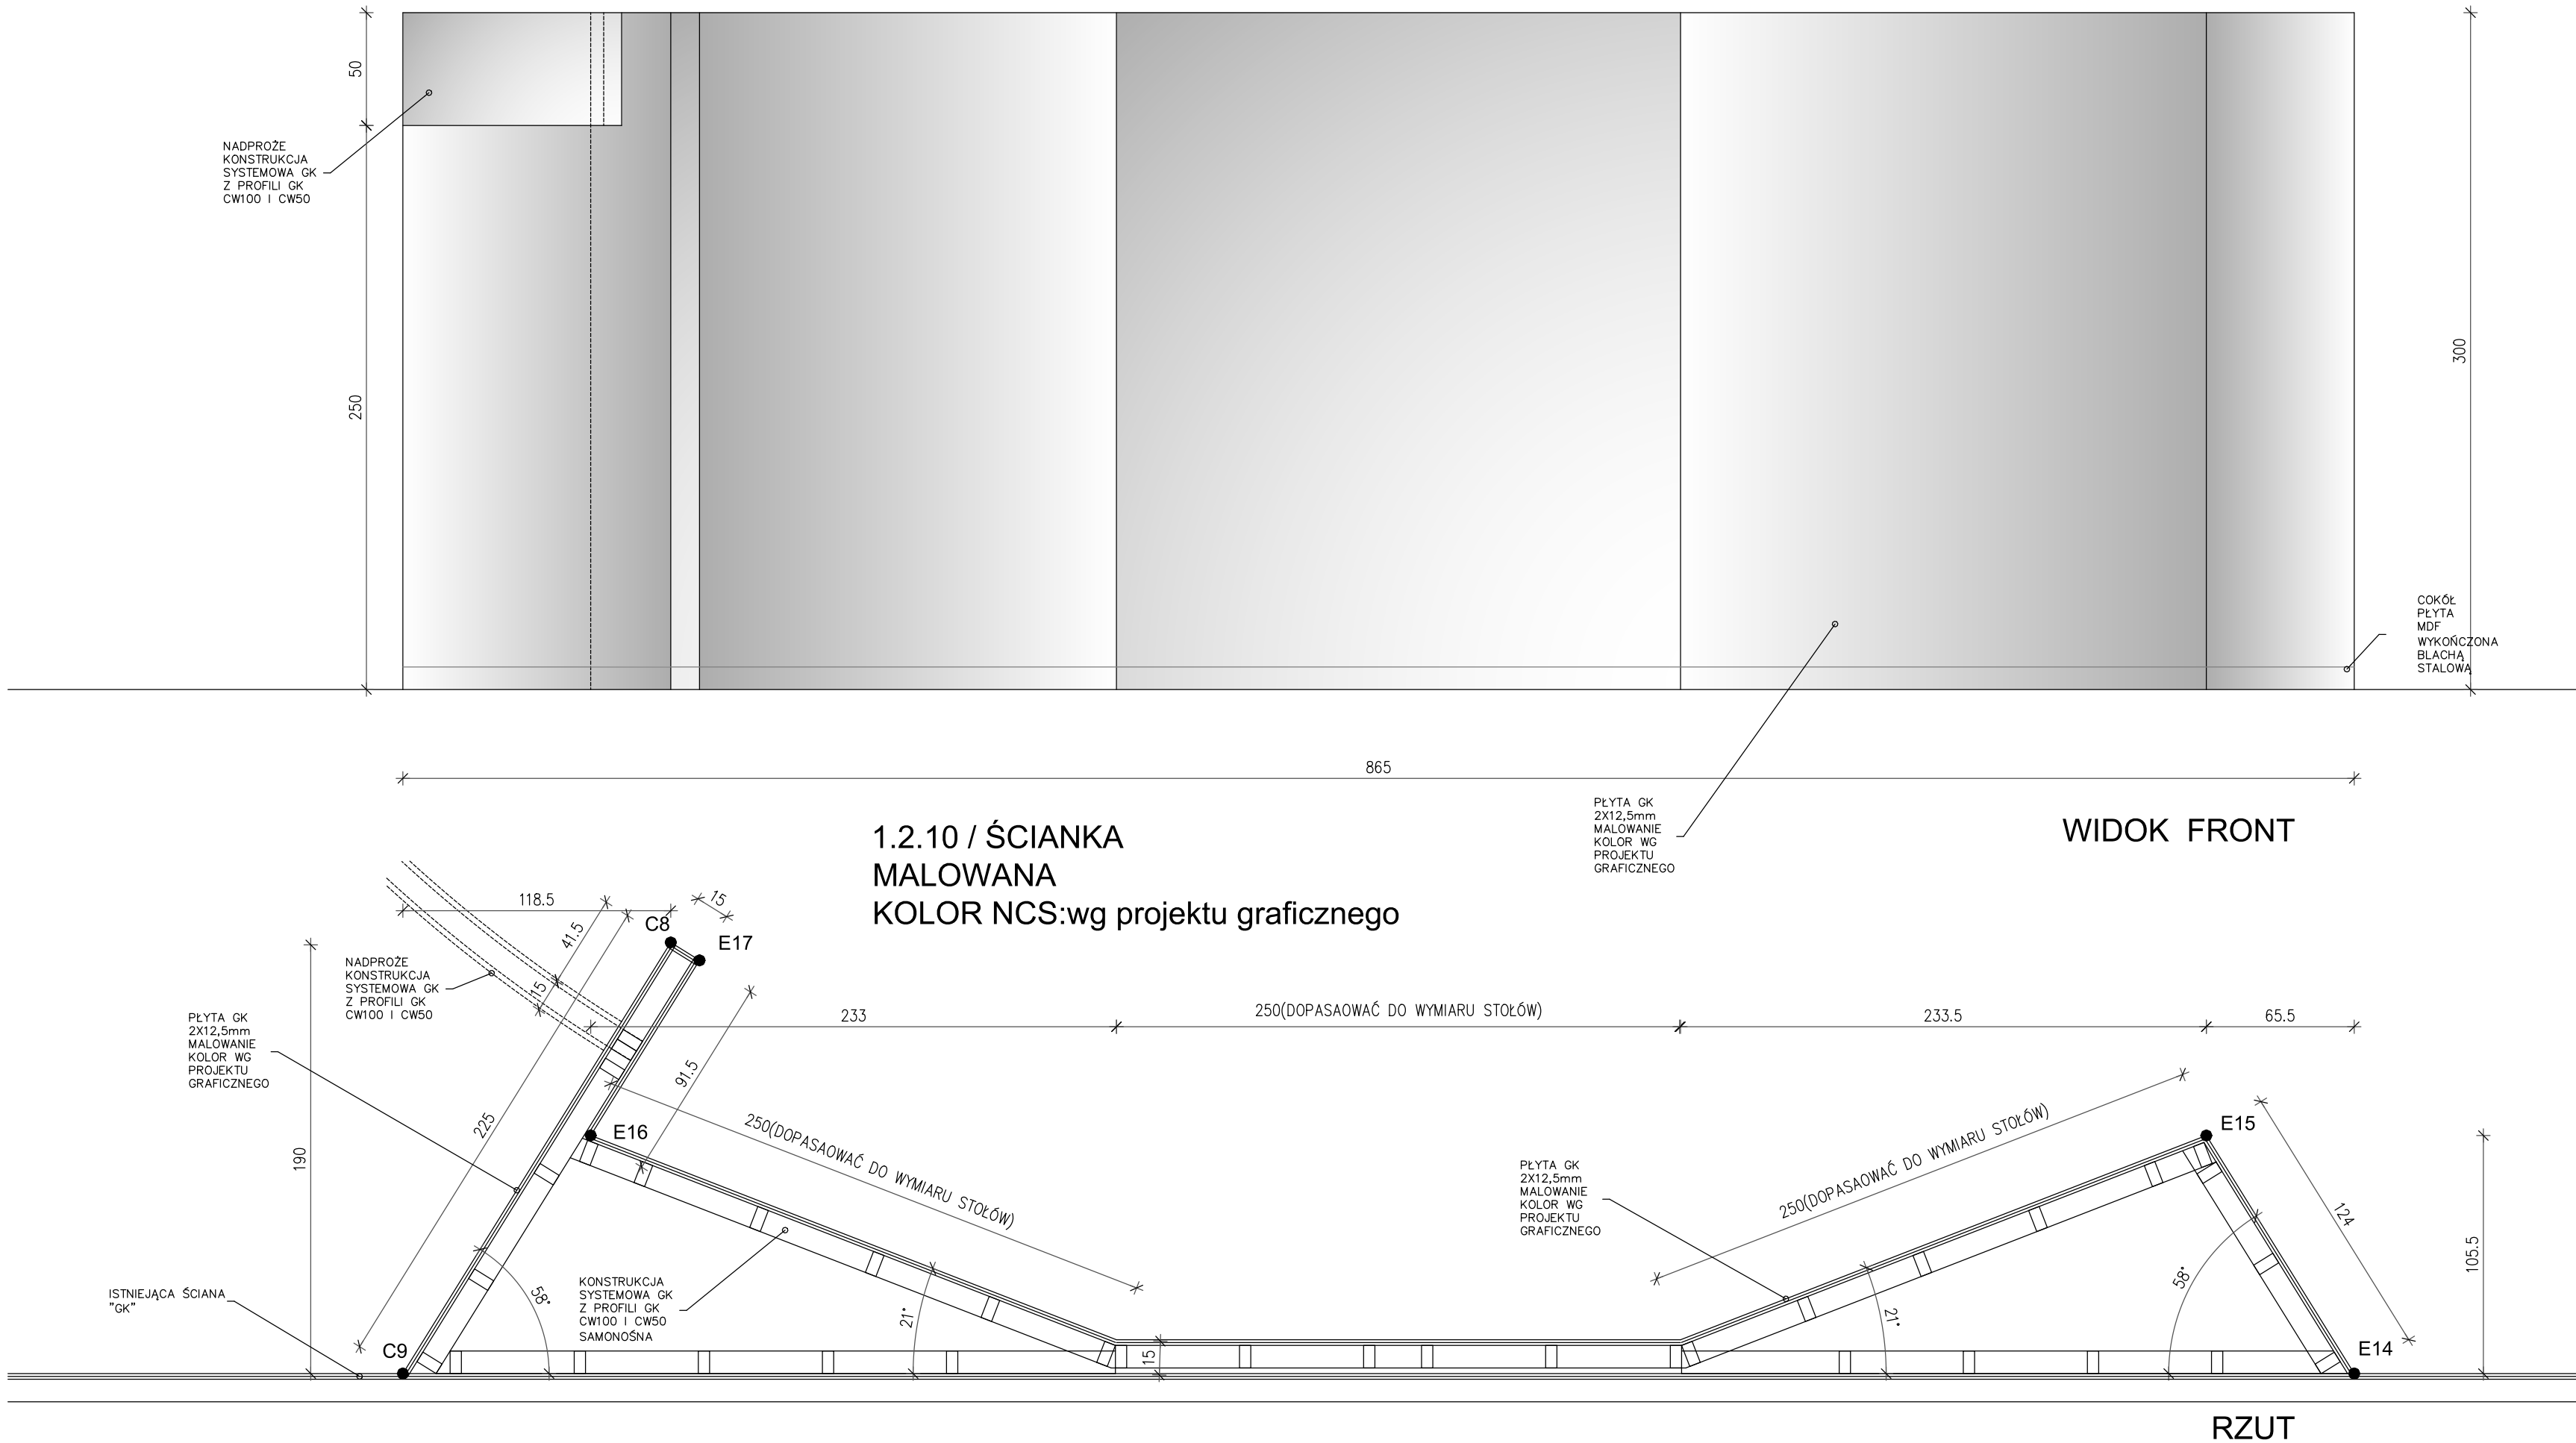 50
250
300
NADPROŻE
KONSTRUKCJA
SYSTEMOWA GK
Z PROFILI GK
CW100 I CW50
COKÓŁ
PŁYTA
MDF
WYKOŃCZONA
BLACHĄ
STALOWĄ
865
PŁYTA GK
2X12,5mm
MALOWANIE
KOLOR WG
PROJEKTU
GRAFICZNEGO
WIDOK FRONT
1.2.10 / ŚCIANKA
MALOWANA
KOLOR NCS:wg projektu graficznego
118.5
15
41.5
C8
E17
NADPROŻE
KONSTRUKCJA
SYSTEMOWA GK
Z PROFILI GK
CW100 I CW50
15
PŁYTA GK
2X12,5mm
MALOWANIE
KOLOR WG
PROJEKTU
GRAFICZNEGO
233
250(DOPASAOWAĆ DO WYMIARU STOŁÓW)
233.5
65.5
91.5
225
190
E16
250(DOPASAOWAĆ DO WYMIARU STOŁÓW)
250(DOPASAOWAĆ DO WYMIARU STOŁÓW)
E15
PŁYTA GK
2X12,5mm
MALOWANIE
KOLOR WG
PROJEKTU
GRAFICZNEGO
124
105.5
ISTNIEJĄCA ŚCIANA
"GK"
58°
KONSTRUKCJA
SYSTEMOWA GK
Z PROFILI GK
CW100 I CW50
SAMONOŚNA
21°
15
21°
58°
C9
E14
RZUT